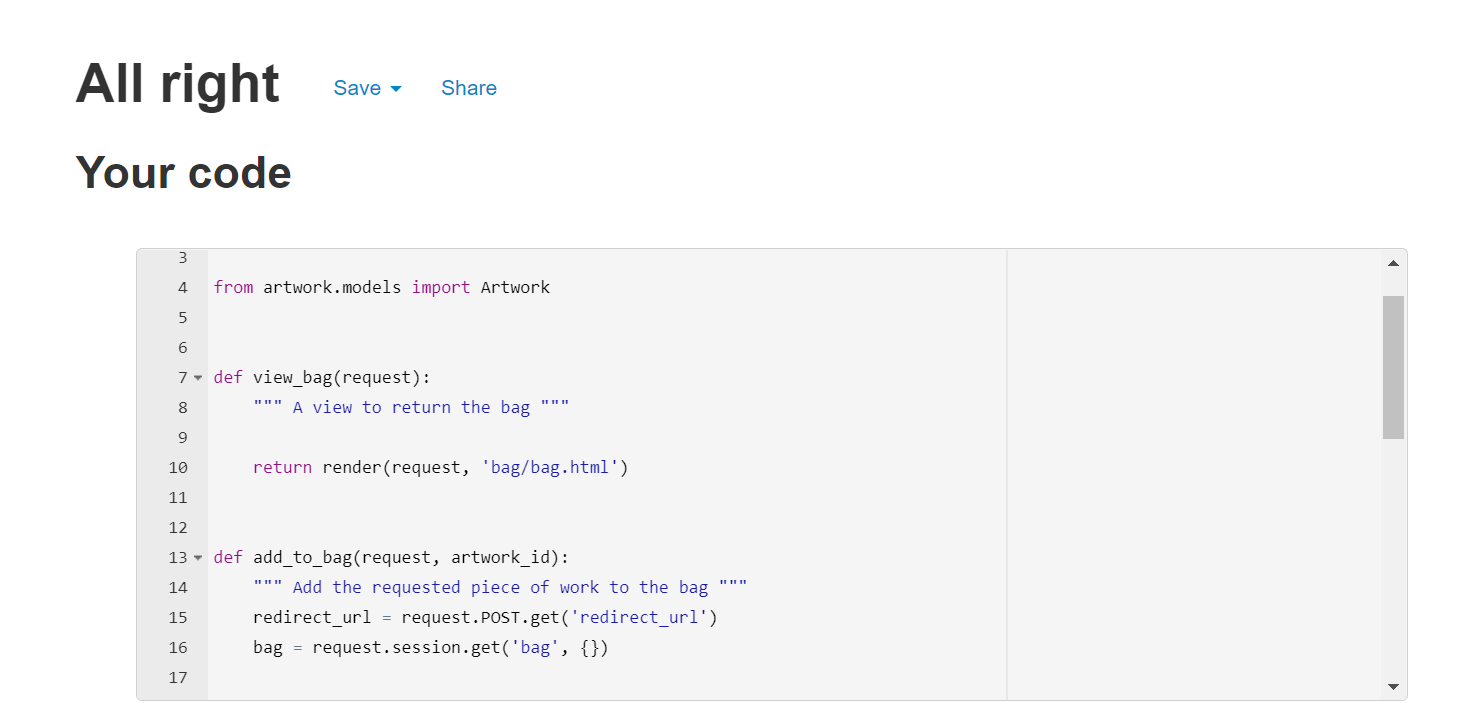 All right Save Share
Your code
3
4 from artwork.models import Artwork
5
6
7 def view_bag(request):
8 """ A view to return the bag """
9
10 return render(request, 'bag/bag.html')
11
12
13 def add_to_bag(request, artwork_id):
14 """ Add the requested piece of work to the bag """
15 redirect_url = request.POST.get('redirect_url')
16 bag = request.session.get('bag', {})
17